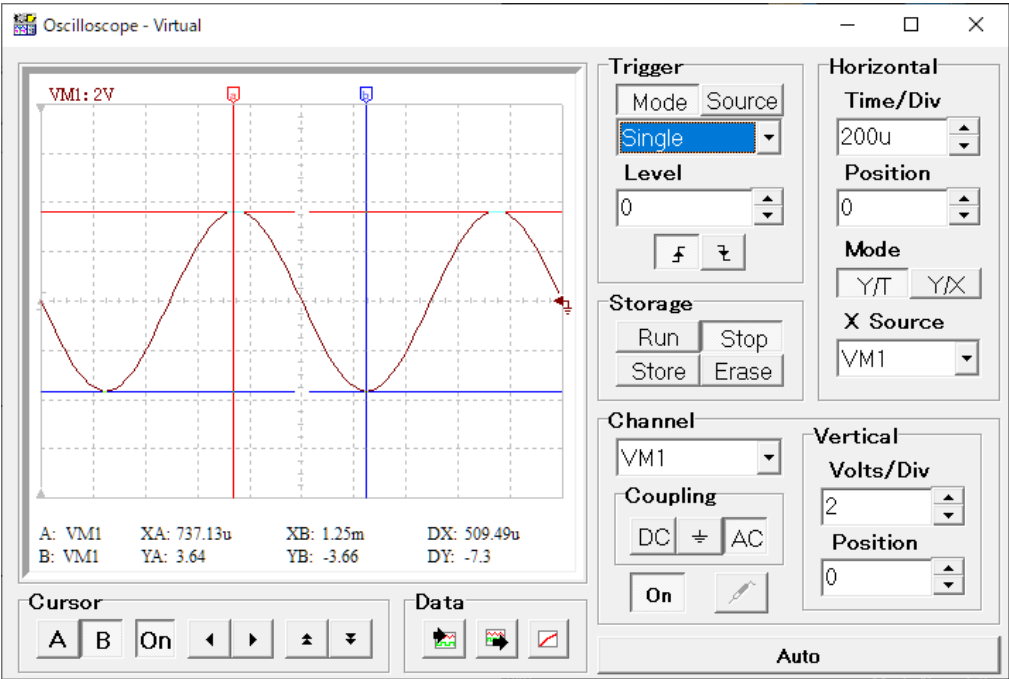 Oscilloscope - Virtual
VM1: 2V
a
b
A: VM1 XA: 737.13u XB: 1.25m DX: 509.49u
B: VM1 YA: 3.64 YB: -3.66 DY: -7.3
Cursor
A B On
Data
Trigger
Mode Source
Single
Level
0
Storage
Run Stop
Store Erase
Horizontal
Time/Div
200u
Position
0
Mode
Y/T Y/X
X Source
VM1
Channel
VM1
Coupling
DC AC
On
Vertical
Volts/Div
2
Position
0
Auto